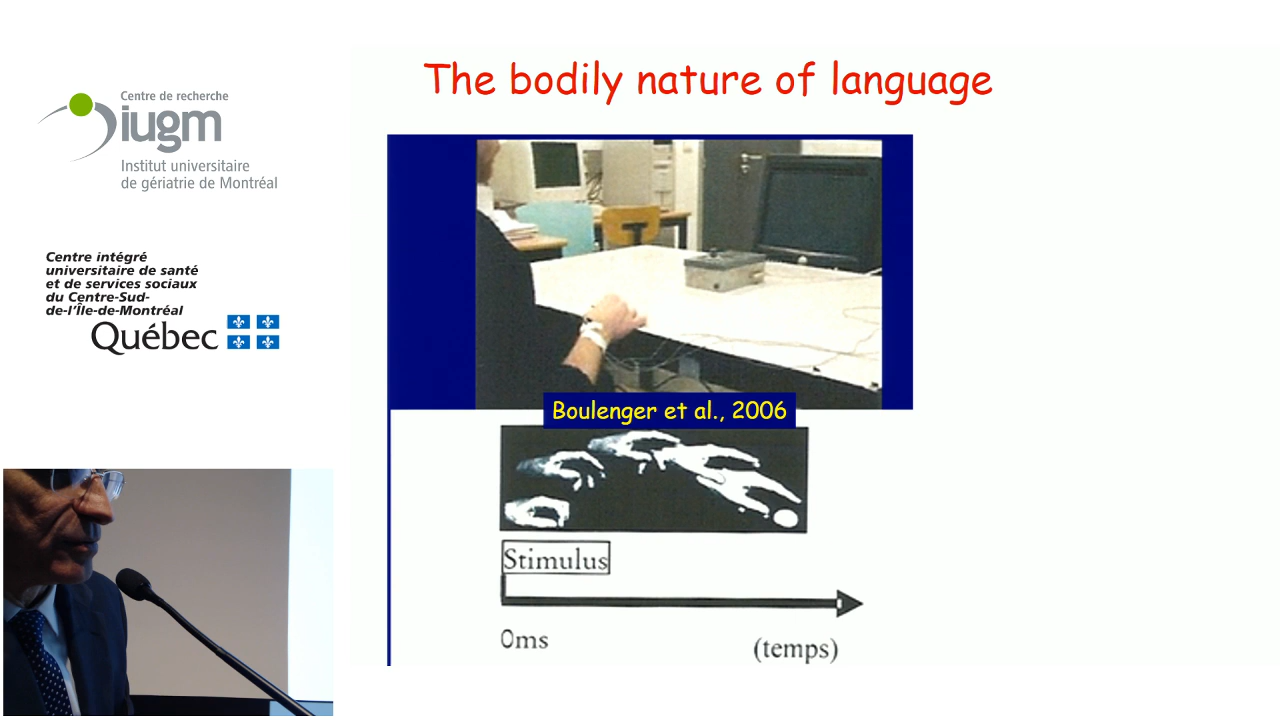 The bodily nature of language
Centre de recherche
iugm
Institut universitaire
de gériatrie de Montréal
Centre intégré
universitaire de santé
et de services sociaux
du Centre-Sud-
de-l'Île-de-Montréal
Québec
Boulenger et al., 2006
Stimulus
0ms
(temps)